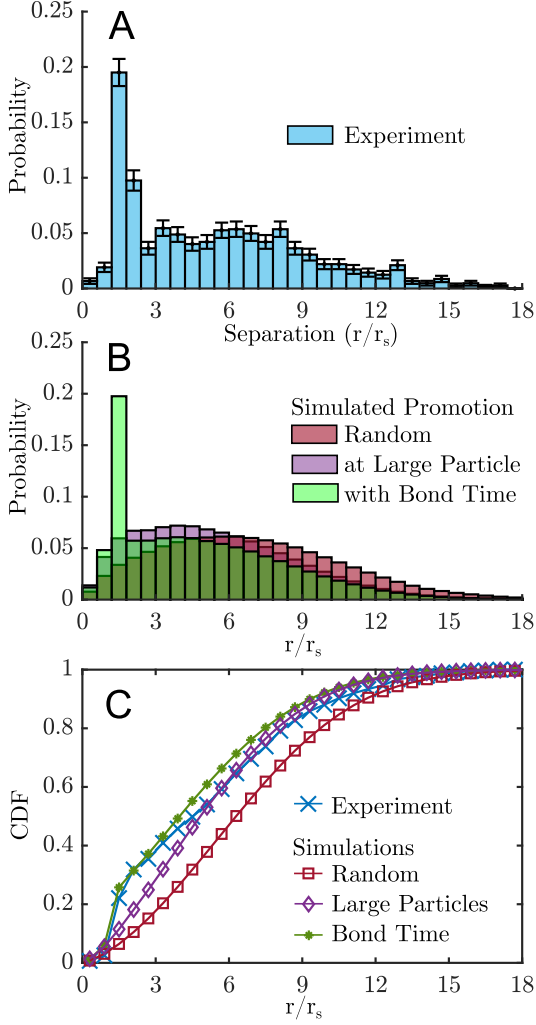 A
0.25
0.2
0.15
0.1
0.05
0
Probability
Experiment
0 3 6 9 12 15 18
Separation (r/rs)
B
0.25
0.2
0.15
0.1
0.05
0
Probability
Simulated Promotion
Random
at Large Particle
with Bond Time
0 3 6 9 12 15 18
r/rs
C
1
0.8
0.6
0.4
0.2
0
CDF
Experiment
Simulations
Random
Large Particles
Bond Time
0 3 6 9 12 15 18
r/rs